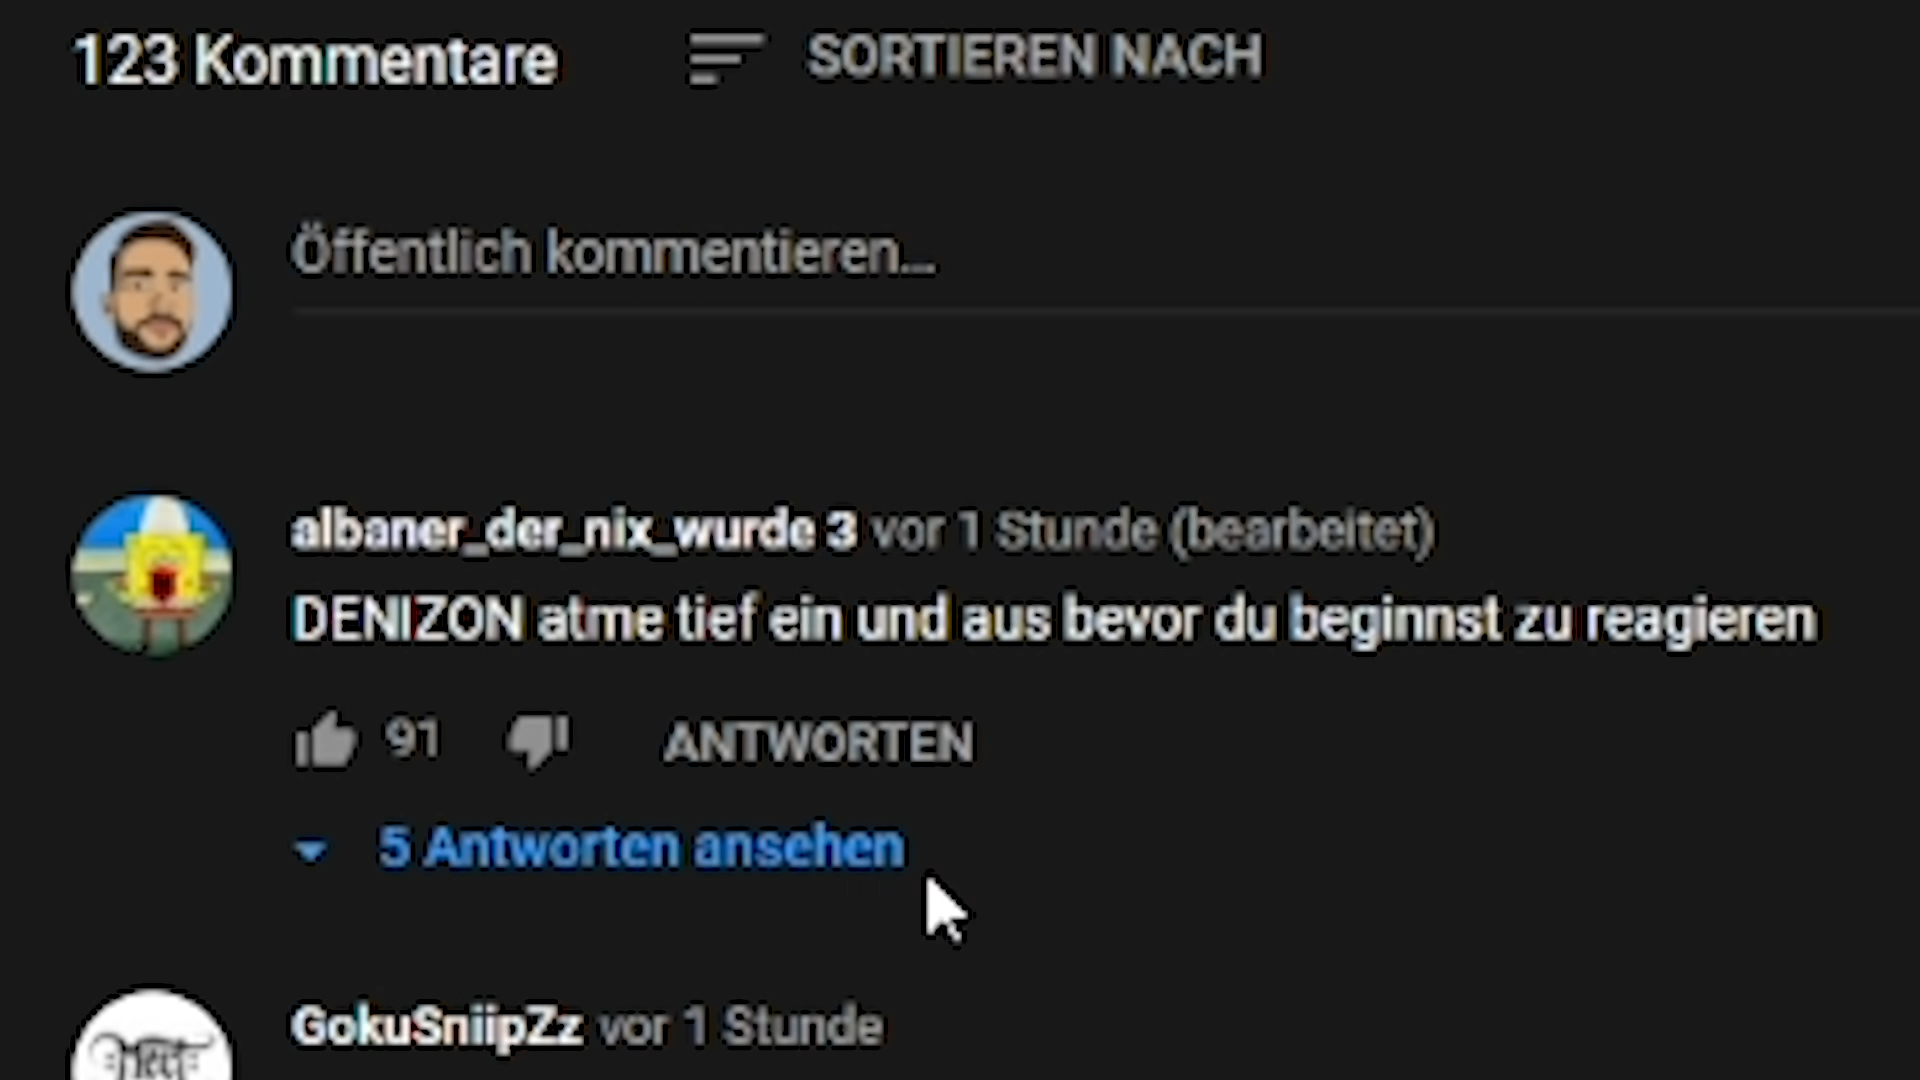 123 Kommentare SORTIEREN NACH
Öffentlich kommentieren...
albaner_der_nix_wurde 3 vor 1 Stunde (bearbeitet)
DENIZON atme tief ein und aus bevor du beginnst zu reagieren
91 ANTWORTEN
5 Antworten ansehen
GokuSniipZz vor 1 Stunde